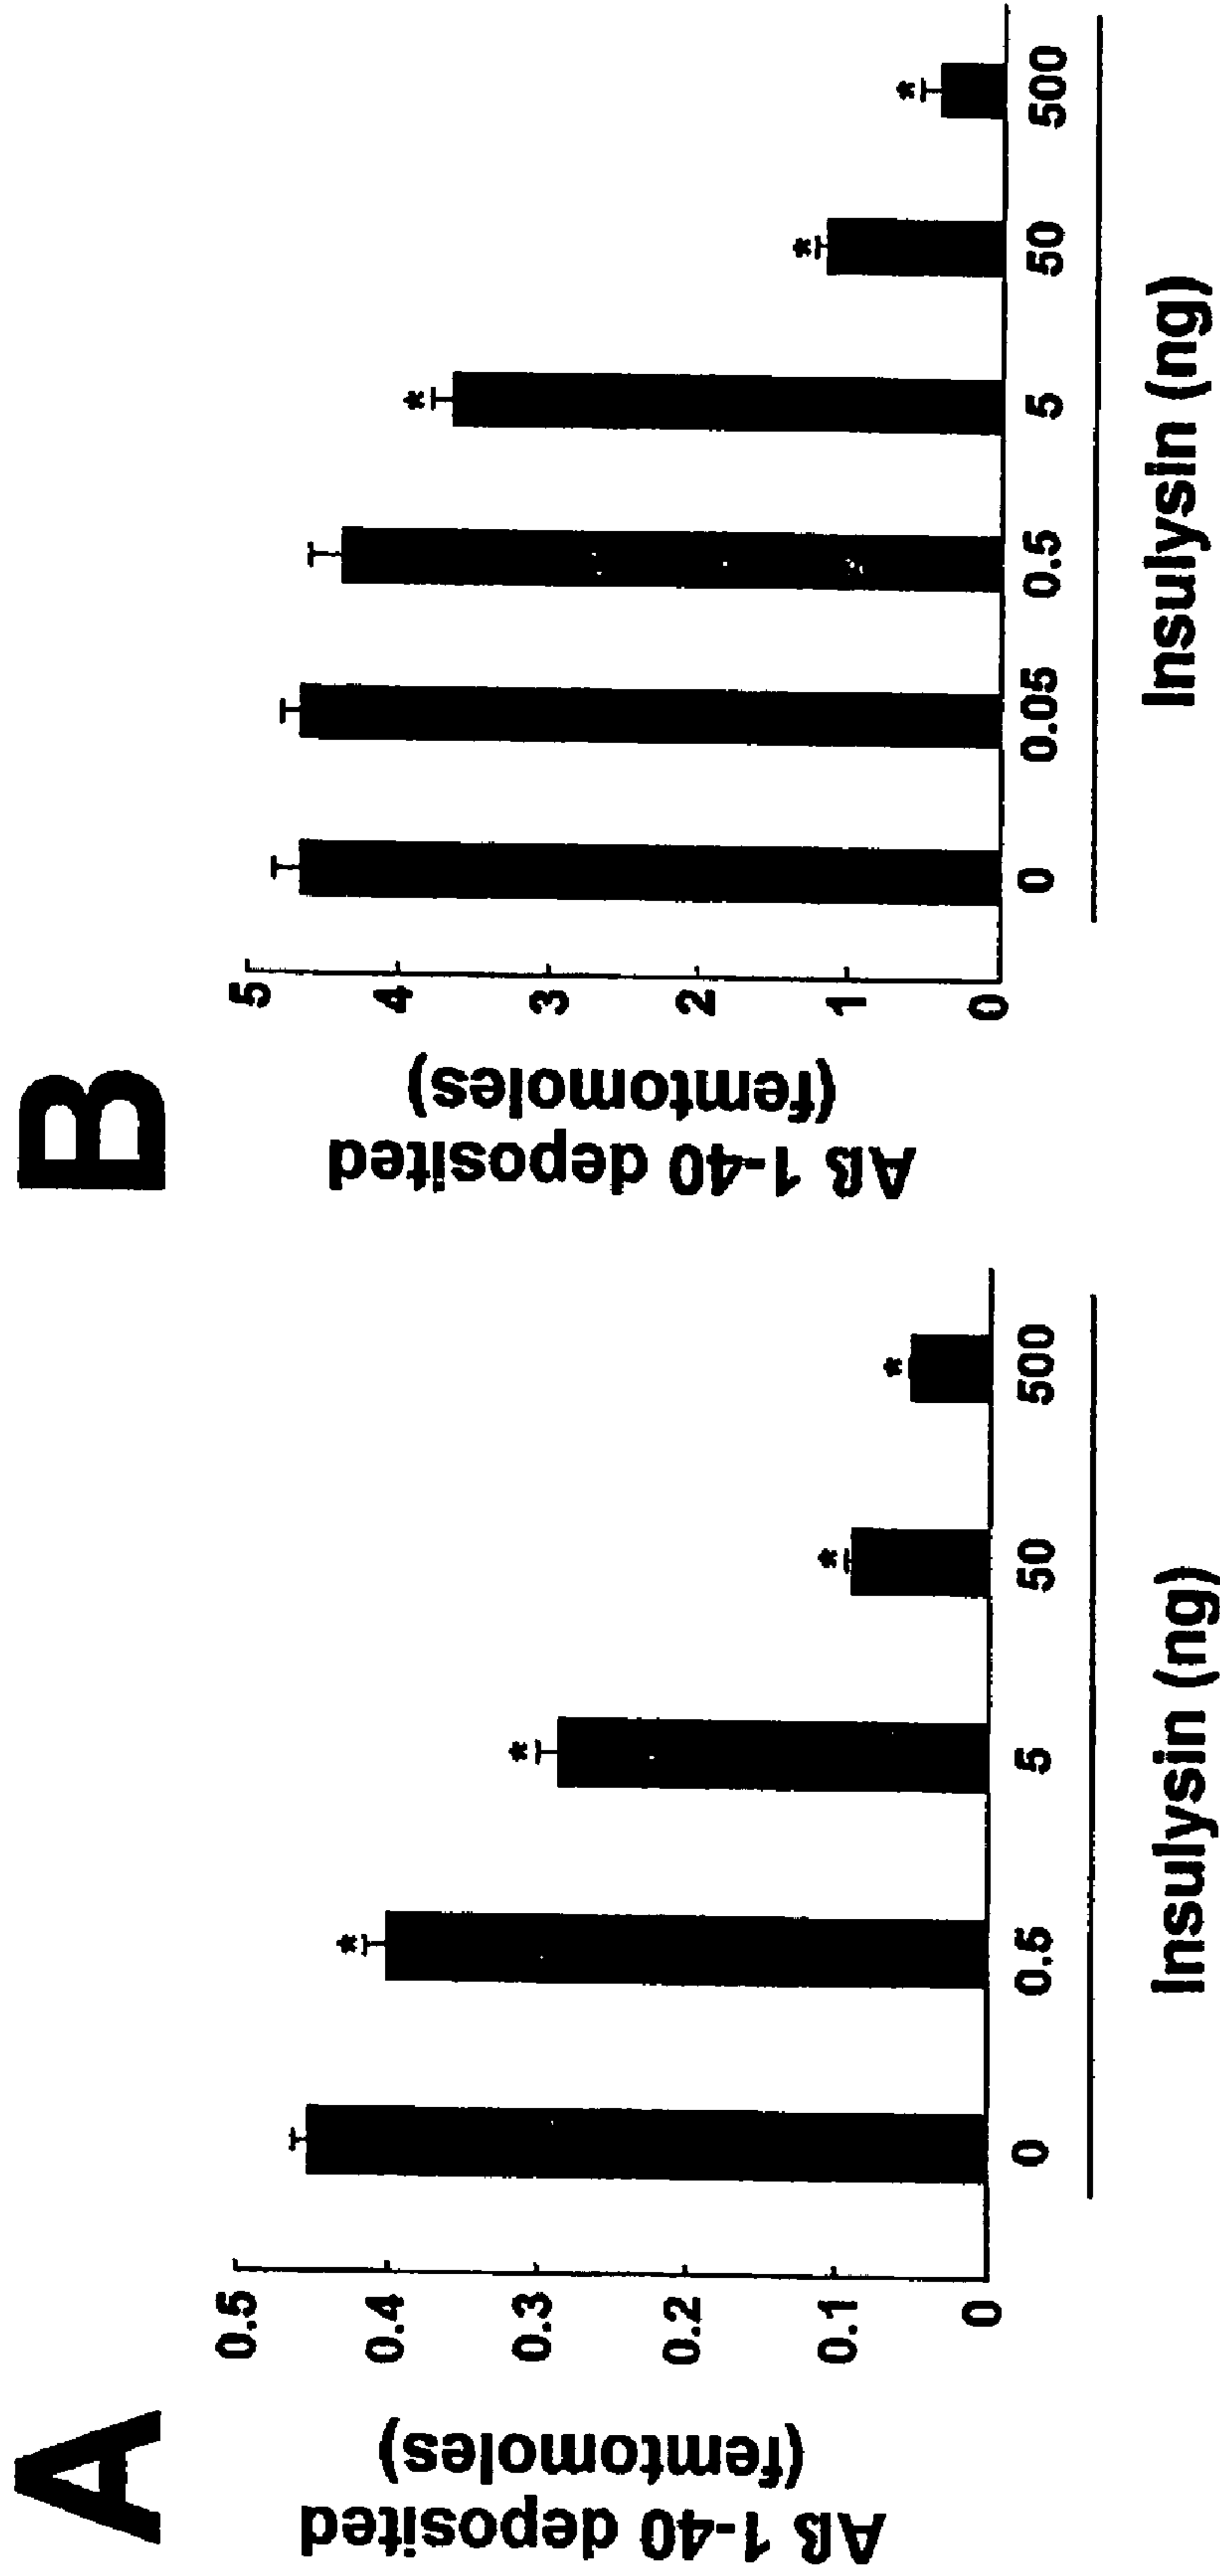 A
Aß 1-40 deposited
(femtomoles)
0.5
0.4
0.3
0.2
0.1
0
*
*
*
*
0 0.5 5 50 500
Insulysin (ng)
B
Aß 1-40 deposited
(femtomoles)
5
4
3
2
1
0
*
*
*
0 0.05 0.5 5 50 500
Insulysin (ng)